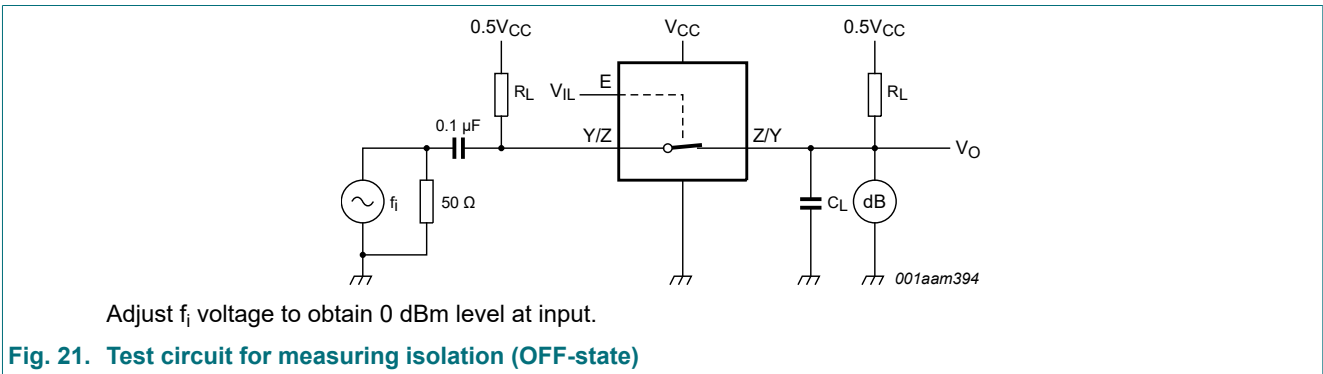 0.5VCC
VCC
0.5VCC
RL
VIL
E
RL
0.1 µF
Y/Z
Z/Y
VO
fi
50 Ω
CL
dB
001aam394
Adjust fi voltage to obtain 0 dBm level at input.
Fig. 21. Test circuit for measuring isolation (OFF-state)